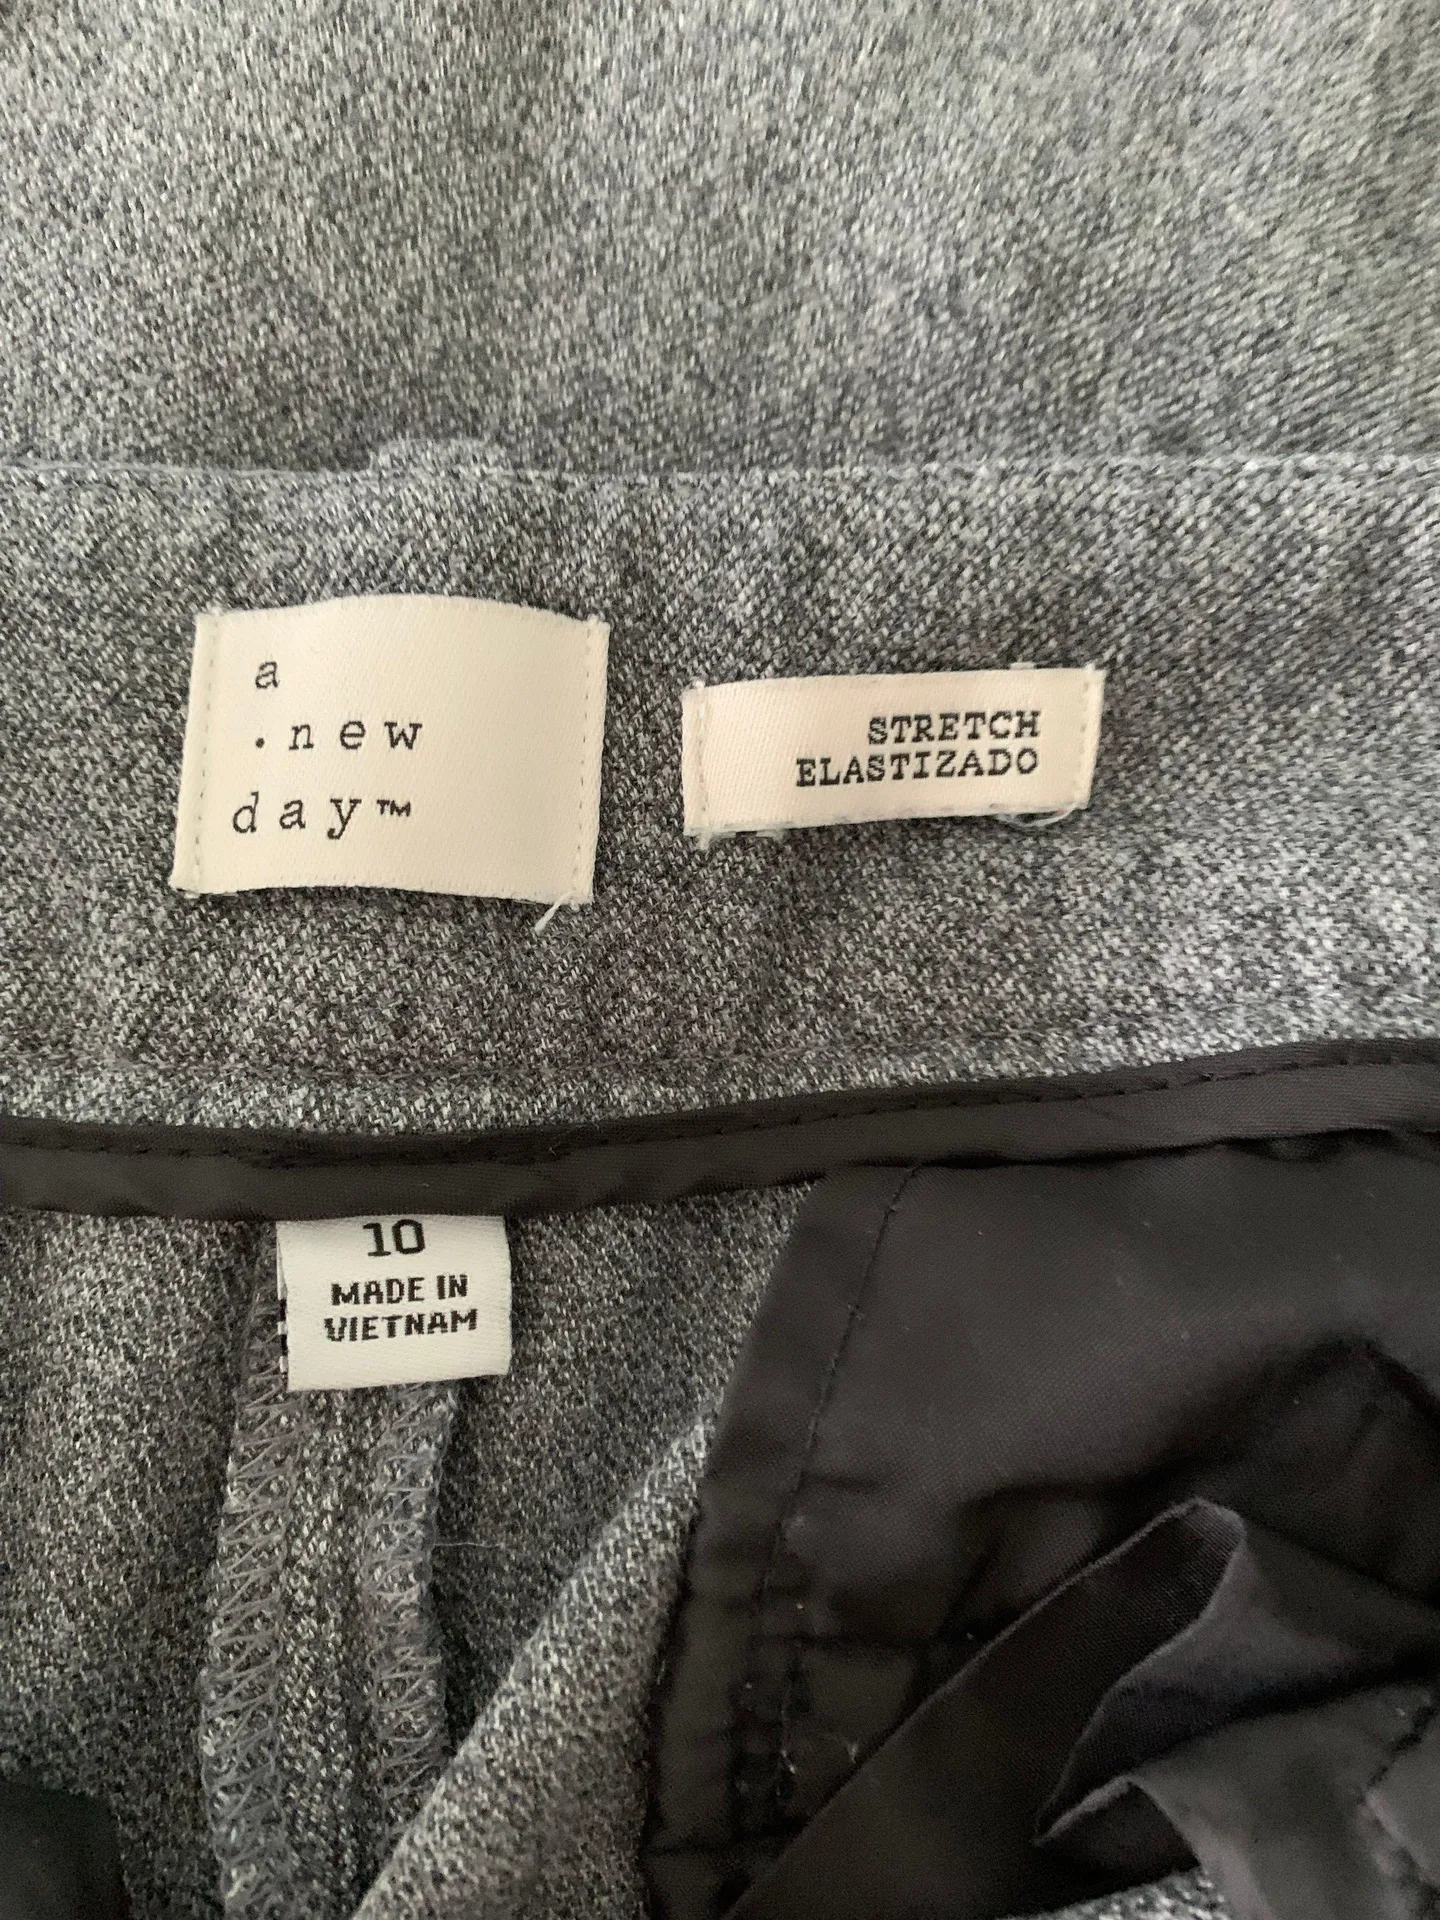 a
.new
day™
STRETCH
ELASTIZADO
10
MADE IN
VIETNAM